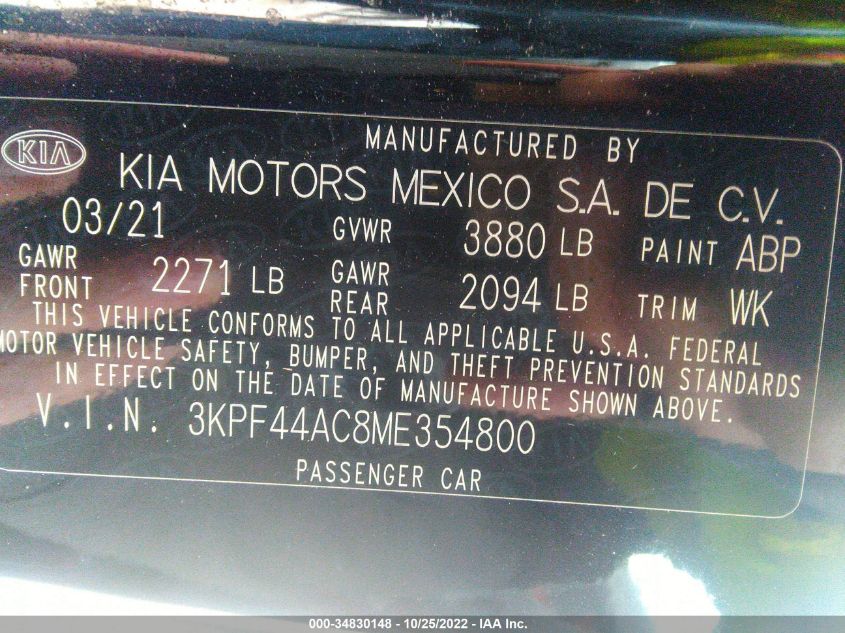 MANUFACTURED BY
KIA
KIA MOTORS MEXICO S.A. DE C.V.
03/21 GVWR 3880 LB PAINT ABP
GAWR FRONT 2271 LB GAWR REAR 2094 LB TRIM WK
THIS VEHICLE CONFORMS TO ALL APPLICABLE U.S.A. FEDERAL
MOTOR VEHICLE SAFETY, BUMPER, AND THEFT PREVENTION STANDARDS
IN EFFECT ON THE DATE OF MANUFACTURE SHOWN ABOVE.
V.I.N. 3KPF44AC8ME354800
PASSENGER CAR
000-34830148 - 10/25/2022 - IAA Inc.